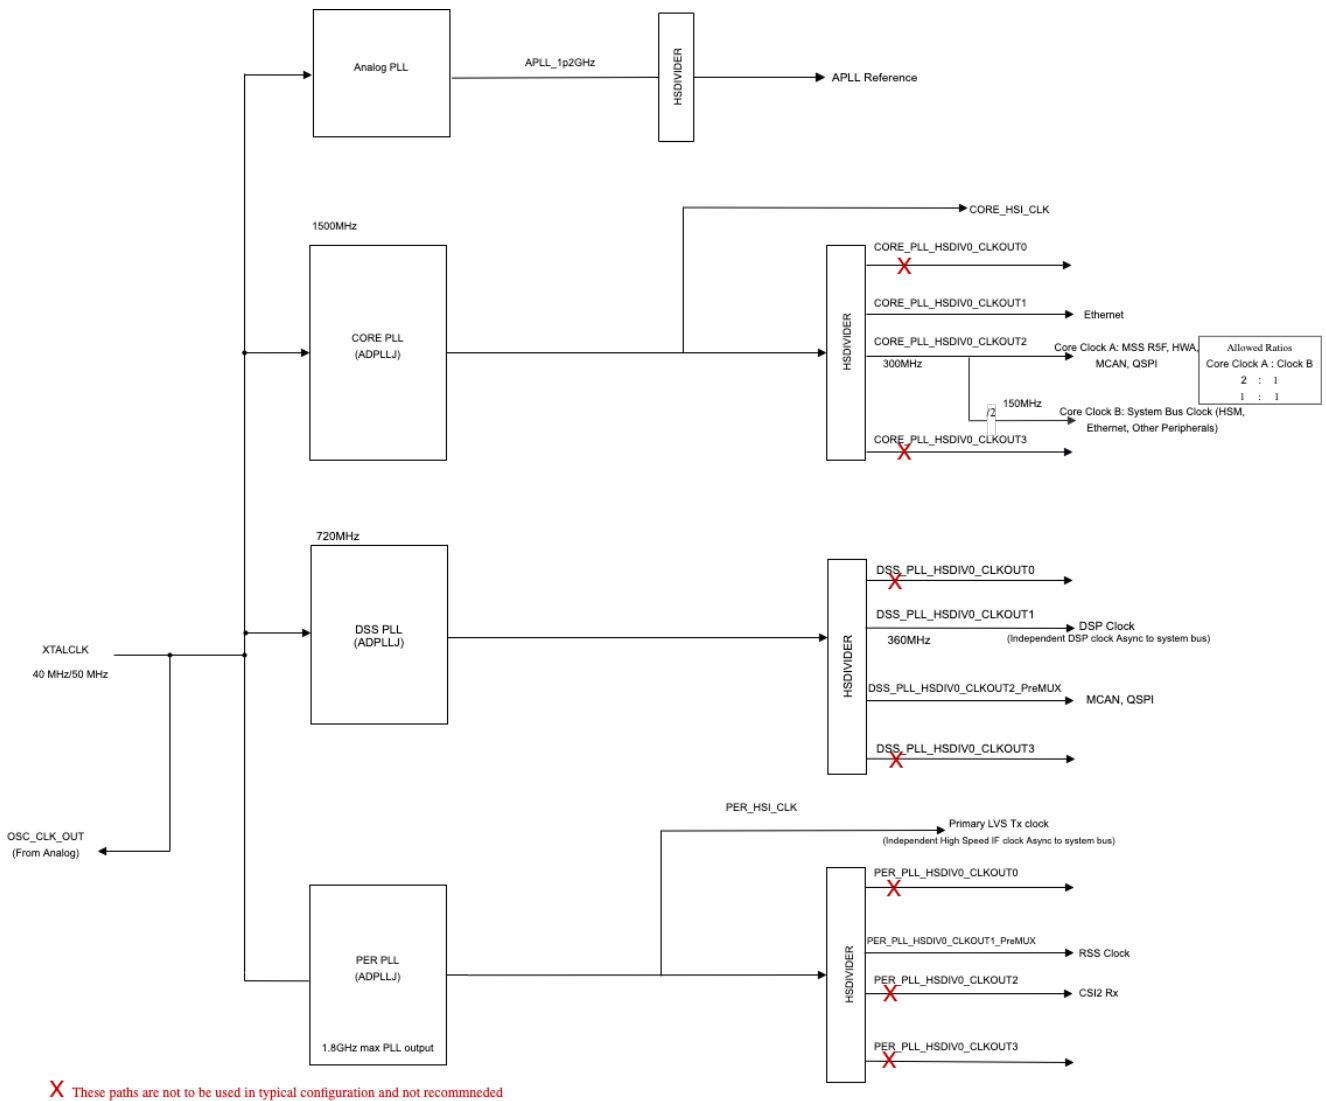 Analog PLL
APLL_1p2GHz
HSDIVIDER
APLL Reference
1500MHz
CORE PLL
(ADPLLJ)
CORE_HSI_CLK
HSDIVIDER
CORE_PLL_HSDIV0_CLKOUT0
X
CORE_PLL_HSDIV0_CLKOUT1
Ethernet
CORE_PLL_HSDIV0_CLKOUT2
300MHz
Core Clock A: MSS R5F, HWA,
MCAN, QSPI
Allowed Ratios
Core Clock A : Clock B
2 : 1
1 : 1
/2
150MHz
Core Clock B: System Bus Clock (HSM,
Ethernet, Other Peripherals)
CORE_PLL_HSDIV0_CLKOUT3
X
720MHz
DSS PLL
(ADPLLJ)
HSDIVIDER
DSS_PLL_HSDIV0_CLKOUT0
X
DSS_PLL_HSDIV0_CLKOUT1
360MHz
DSP Clock
(Independent DSP clock Async to system bus)
DSS_PLL_HSDIV0_CLKOUT2_PreMUX
MCAN, QSPI
DSS_PLL_HSDIV0_CLKOUT3
X
XTALCLK
40 MHz/50 MHz
OSC_CLK_OUT
(From Analog)
PER_HSI_CLK
Primary LVS Tx clock
(Independent High Speed IF clock Async to system bus)
PER PLL
(ADPLLJ)
1.8GHz max PLL output
HSDIVIDER
PER_PLL_HSDIV0_CLKOUT0
X
PER_PLL_HSDIV0_CLKOUT1_PreMUX
RSS Clock
PER_PLL_HSDIV0_CLKOUT2
X
CSI2 Rx
PER_PLL_HSDIV0_CLKOUT3
X
X These paths are not to be used in typical configuration and not recommneded